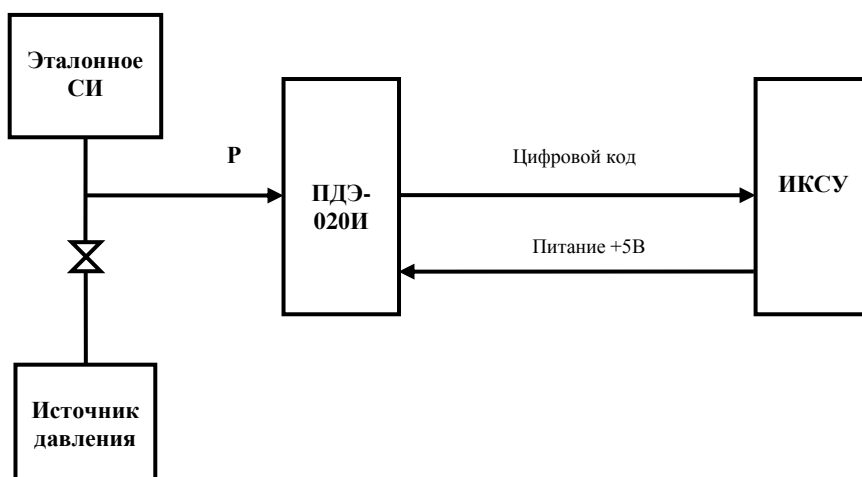 Эталонное
СИ
Р
Цифровой код
ПДЭ-
020И
ИКСУ
Питание +5В
Источник
давления